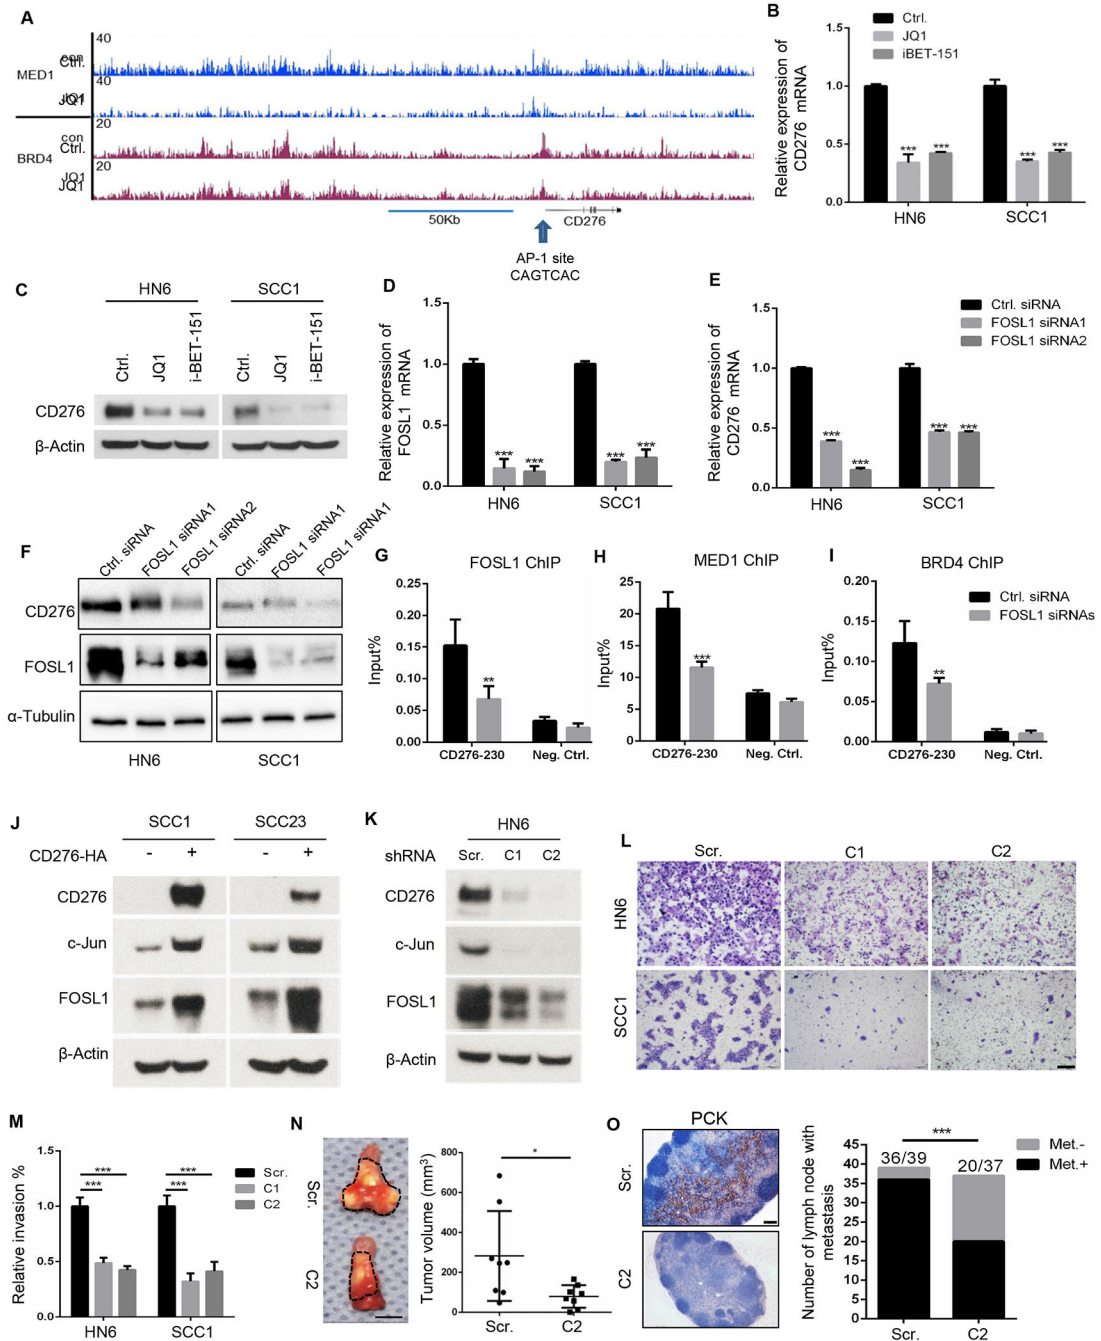 A
40
con
Ctrl.
MED1
40
JQ1
JQ1
20
con
Ctrl.
BRD4
20
JQ1
JQ1
50Kb
CD276
AP-1 site
CAGTCAC
B
Ctrl.
JQ1
iBET-151
Relative expression of
CD276 mRNA
1.5
1.0
0.5
0.0
***
***
***
***
HN6
SCC1
C
HN6
SCC1
Ctrl.
JQ1
i-BET-151
Ctrl.
JQ1
i-BET-151
CD276
β-Actin
D
Relative expression of
FOSL1 mRNA
1.5
1.0
0.5
0.0
***
***
***
***
HN6
SCC1
E
Relative expression of
CD276 mRNA
1.5
1.0
0.5
0.0
Ctrl. siRNA
FOSL1 siRNA1
FOSL1 siRNA2
***
***
***
***
HN6
SCC1
F
Ctrl. siRNA
FOSL1 siRNA1
FOSL1 siRNA2
Ctrl. siRNA
FOSL1 siRNA1
FOSL1 siRNA1
CD276
FOSL1
α-Tubulin
HN6
SCC1
G
FOSL1 ChIP
Input%
0.25
0.20
0.15
0.10
0.05
0.00
**
CD276-230
Neg. Ctrl.
H
MED1 ChIP
Input%
25
20
15
10
5
0
***
CD276-230
Neg. Ctrl.
I
BRD4 ChIP
Input%
0.20
0.15
0.10
0.05
0.00
Ctrl. siRNA
FOSL1 siRNAs
**
CD276-230
Neg. Ctrl.
J
SCC1
SCC23
CD276-HA
-
+
-
+
CD276
c-Jun
FOSL1
β-Actin
K
HN6
shRNA
Scr.
C1
C2
CD276
c-Jun
FOSL1
β-Actin
L
Scr.
C1
C2
HN6
SCC1
M
Relative invasion %
1.5
1.0
0.5
0.0
***
***
***
***
Scr.
C1
C2
HN6
SCC1
N
Scr.
C2
Tumor volume (mm³)
800
600
400
200
0
*
Scr.
C2
O
PCK
Scr.
C2
Number of lymph node with
metastasis
45
40
35
30
25
20
15
10
5
0
***
36/39
20/37
Met.-
Met.+
Scr.
C2